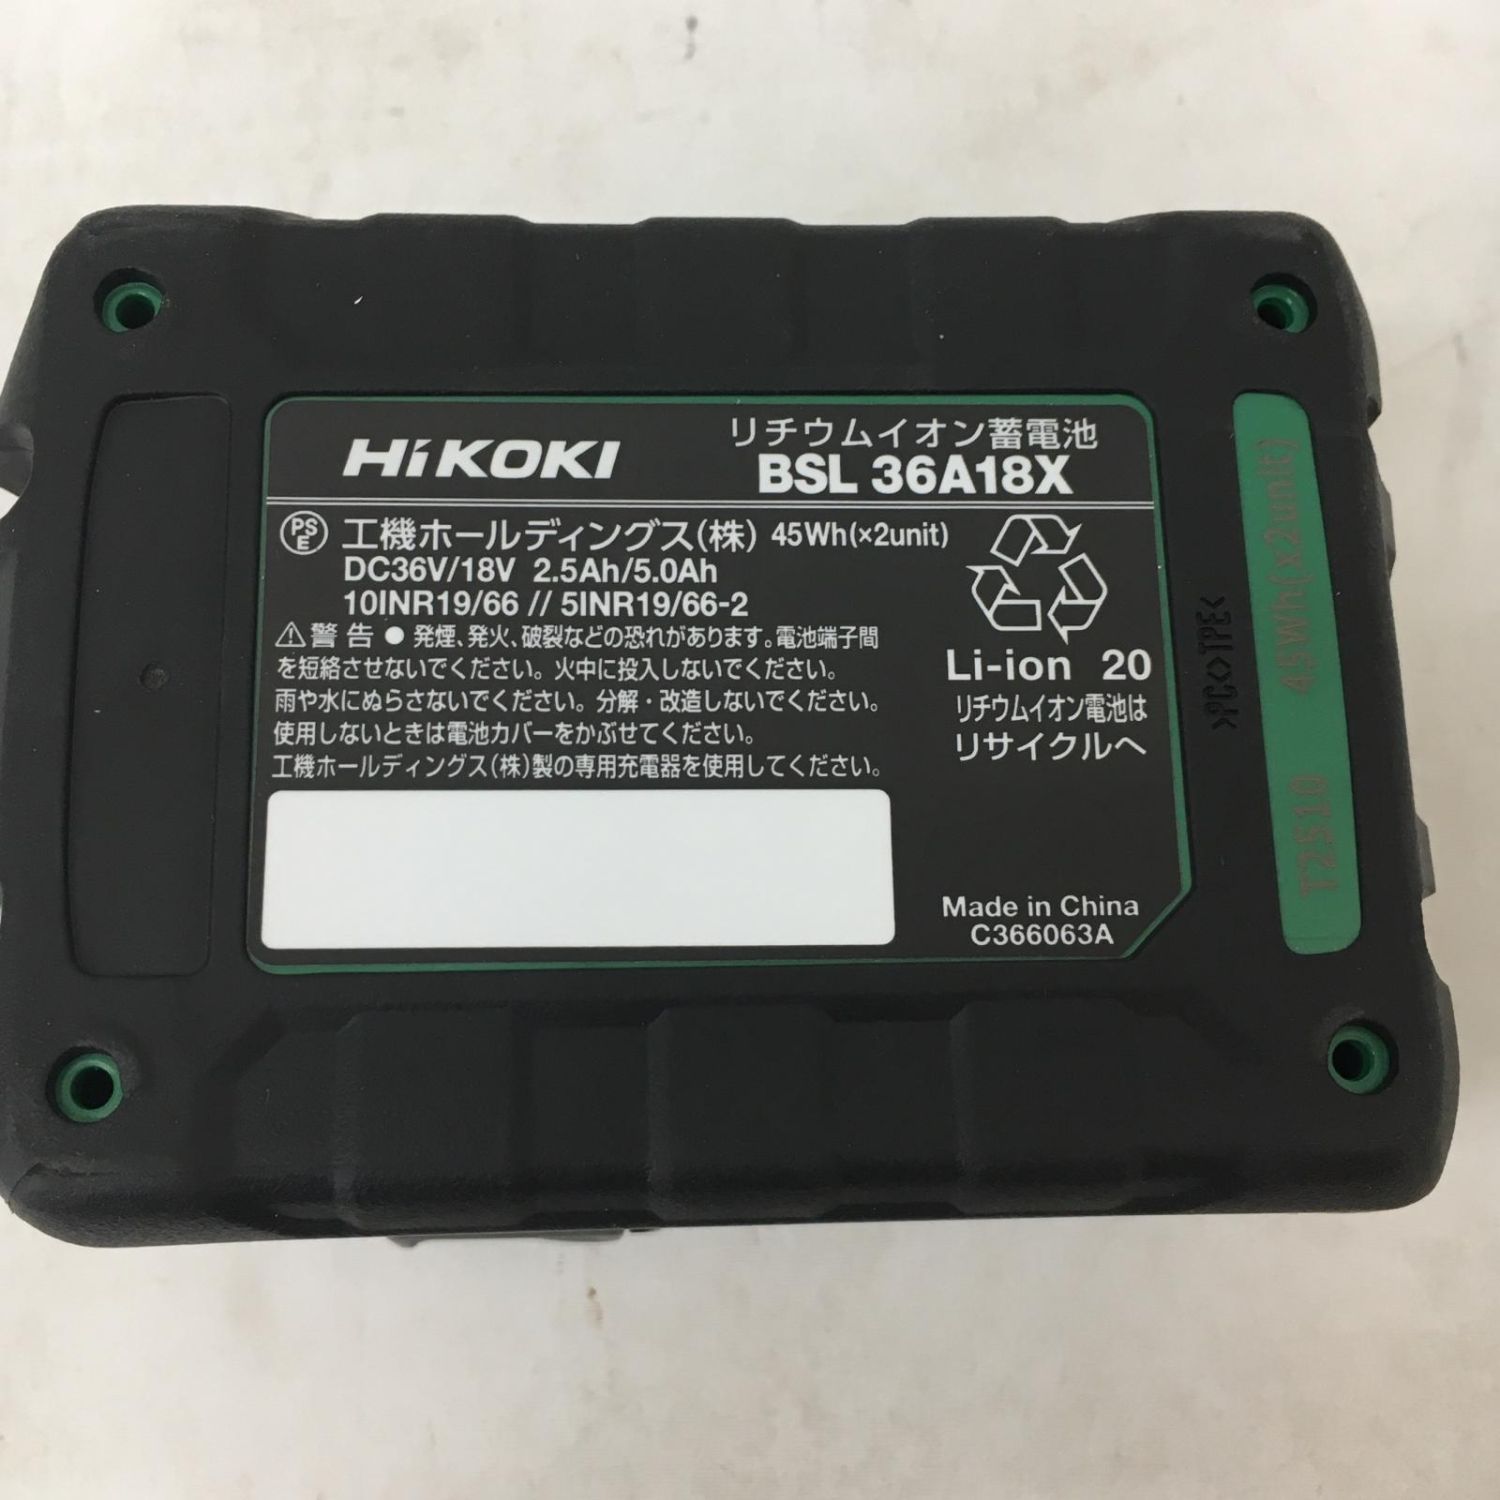 HiKOKI
リチウムイオン蓄電池
BSL 36A18X
PS
E
工機ホールディングス(株) 45Wh(×2unit)
DC36V/18V 2.5Ah/5.0Ah
10INR19/66 // 5INR19/66-2
⚠警告 ● 発煙、発火、破裂などの恐れがあります。電池端子間
を短絡させないでください。火中に投入しないでください。
雨や水にぬらさないでください。分解・改造しないでください。
使用しないときは電池カバーをかぶせてください。
工機ホールディングス(株)製の専用充電器を使用してください。
Li-ion 20
リチウムイオン電池は
リサイクルへ
Made in China
C366063A
>PC<>TPE<
T2S10 45Wh(x2unit)